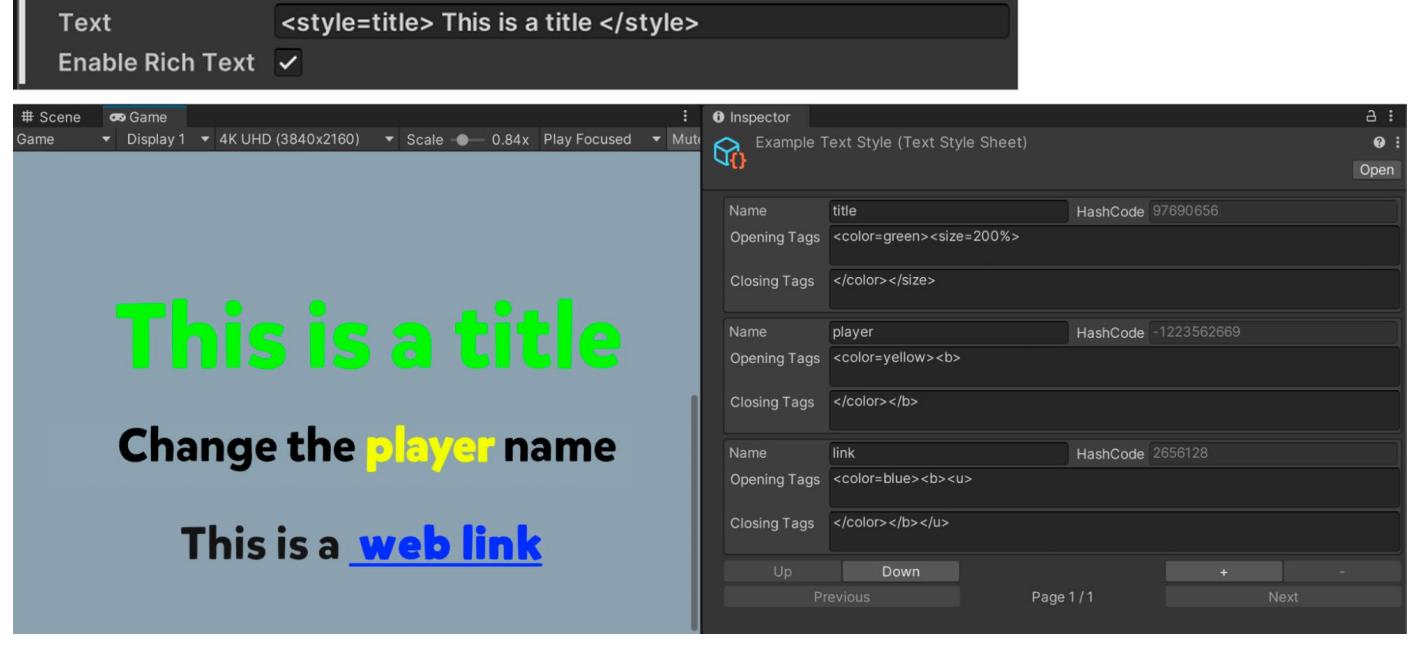 Text <style=title> This is a title </style>
Enable Rich Text
Scene Game
Game Display 1 4K UHD (3840x2160) Scale 0.84x Play Focused
This is a title
Change the player name
This is a web link
Inspector
Example Text Style (Text Style Sheet)
Open
Name title HashCode 97690656
Opening Tags <color=green><size=200%>
Closing Tags </color></size>
Name player HashCode -1223562669
Opening Tags <color=yellow><b>
Closing Tags </color></b>
Name link HashCode 2656128
Opening Tags <color=blue><b><u>
Closing Tags </color></b></u>
Up Down + -
Previous Page 1 / 1 Next